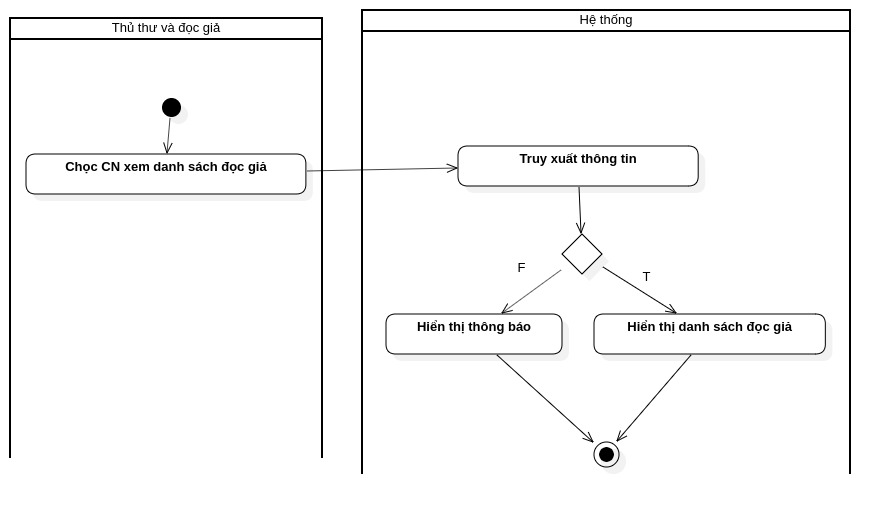 Thủ thư và đọc giả
Hệ thống
Chọc CN xem danh sách đọc giả
Truy xuất thông tin
F
T
Hiển thị thông báo
Hiển thị danh sách đọc giả